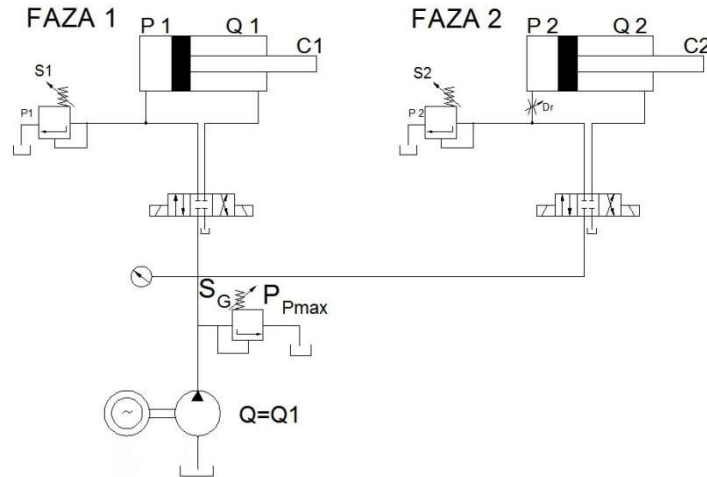 FAZA 1
P 1
Q 1
C1
S1
P1
FAZA 2
P 2
Q 2
C2
S2
P 2
Dr
S G
P Pmax
~
Q=Q1